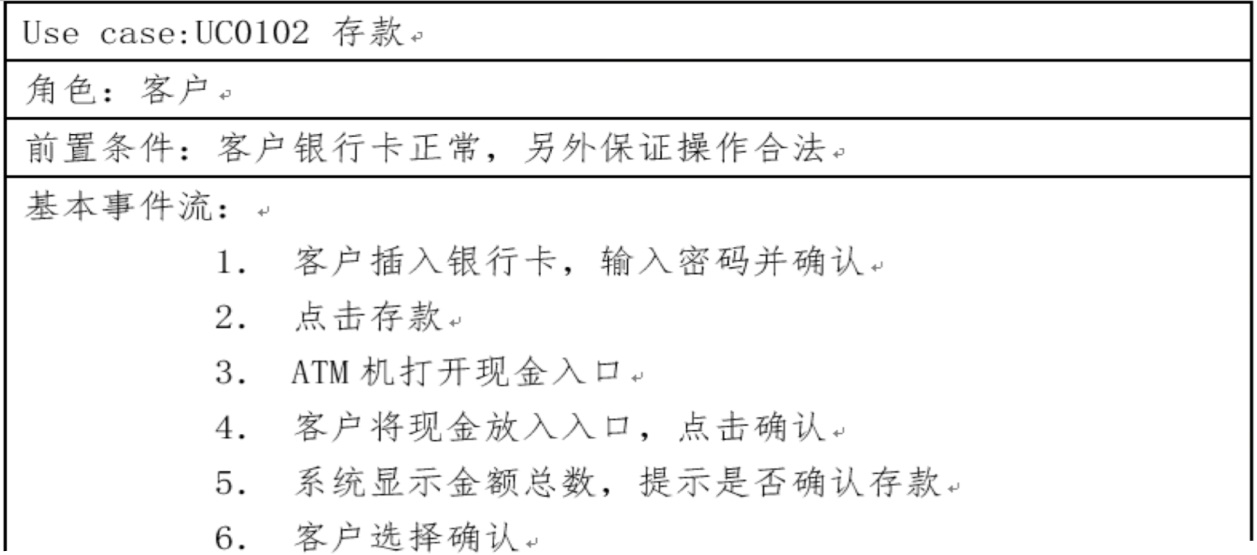 Use case:UC0102 存款
角色：客户
前置条件：客户银行卡正常，另外保证操作合法
基本事件流：
1. 客户插入银行卡，输入密码并确认
2. 点击存款
3. ATM机打开现金入口
4. 客户将现金放入入口，点击确认
5. 系统显示金额总数，提示是否确认存款
6. 客户选择确认